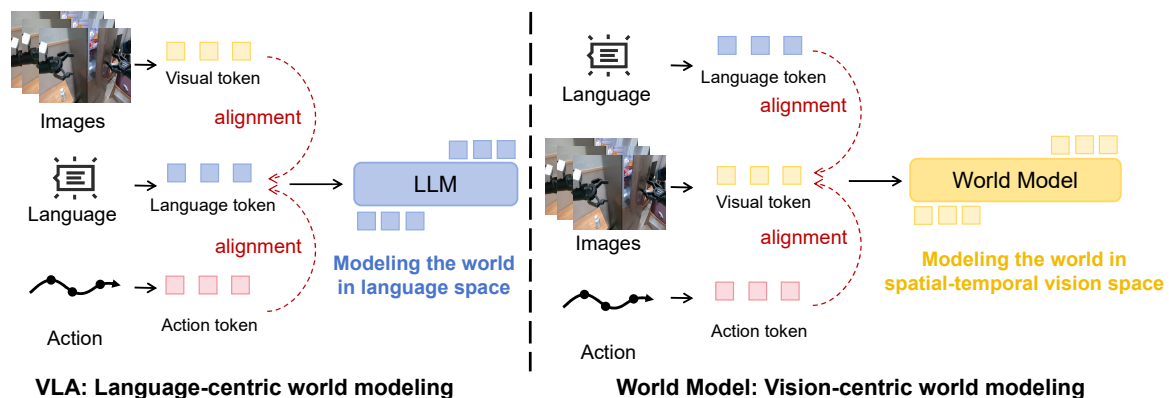 Images
Visual token
alignment
Language
Language token
LLM
alignment
Modeling the world
in language space
Action
Action token
VLA: Language-centric world modeling
Language
Language token
alignment
Images
Visual token
World Model
alignment
Modeling the world in
spatial-temporal vision space
Action
Action token
World Model: Vision-centric world modeling